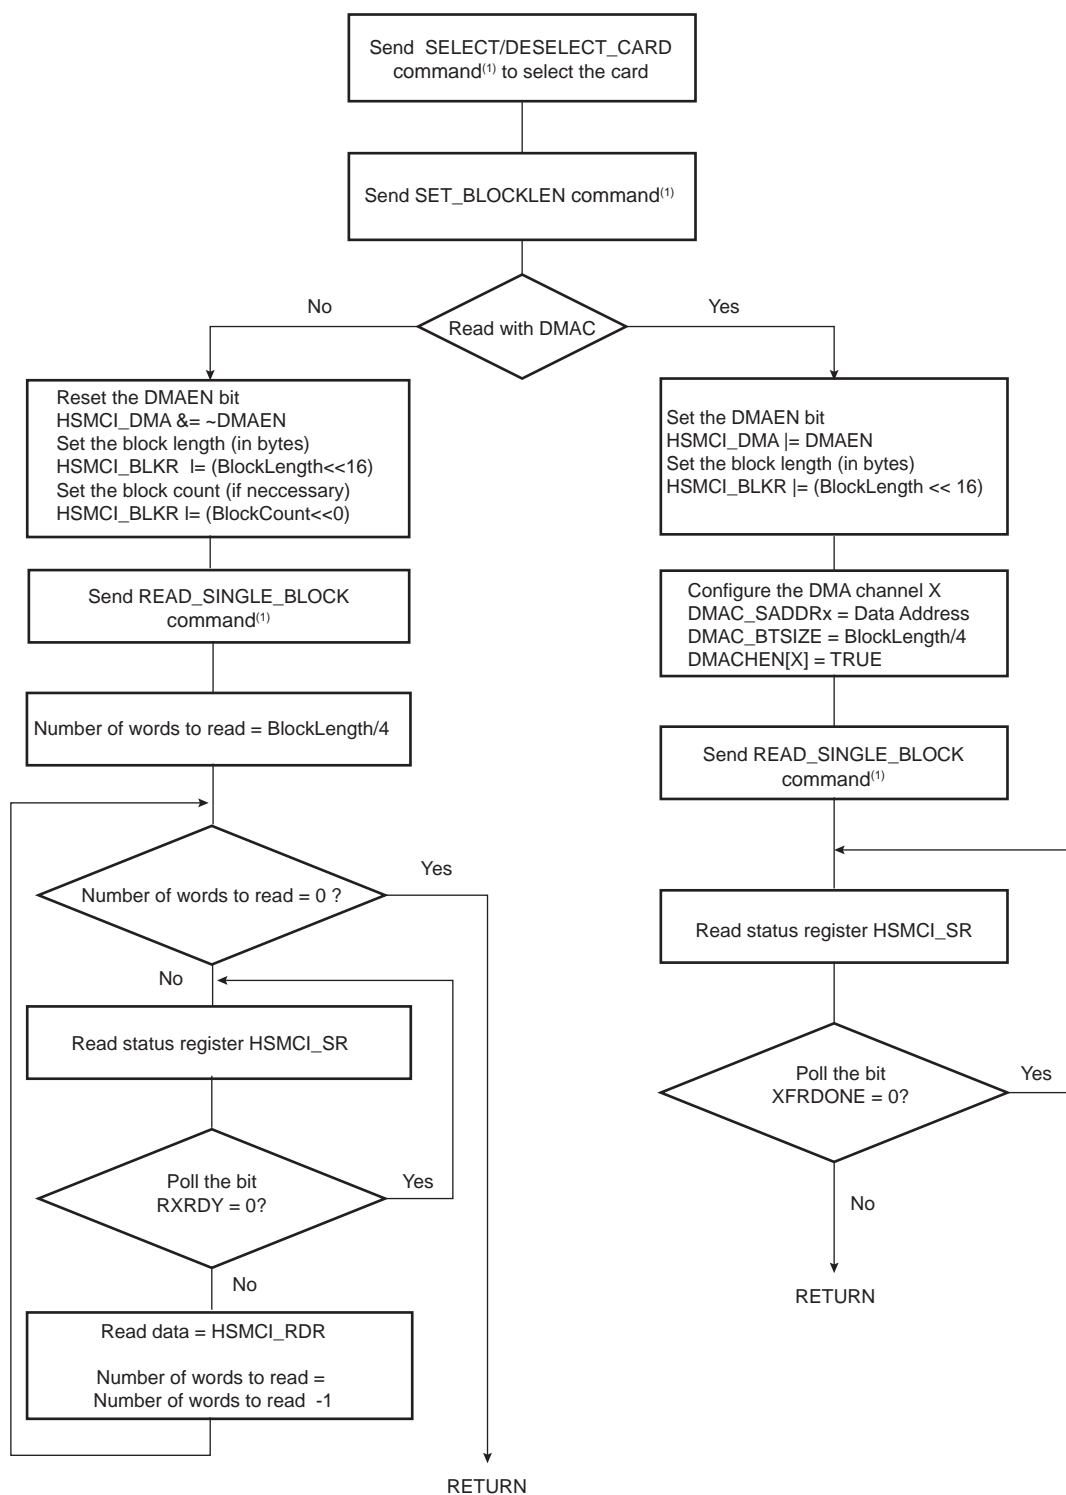 Send SELECT/DESELECT_CARD
command(1) to select the card
Send SET_BLOCKLEN command(1)
No
Yes
Read with DMAC
Reset the DMAEN bit
HSMCI_DMA &= ~DMAEN
Set the block length (in bytes)
HSMCI_BLKR l= (BlockLength<<16)
Set the block count (if neccessary)
HSMCI_BLKR l= (BlockCount<<0)
Send READ_SINGLE_BLOCK
command(1)
Number of words to read = BlockLength/4
Number of words to read = 0 ?
Yes
No
Read status register HSMCI_SR
Poll the bit
RXRDY = 0?
Yes
No
Read data = HSMCI_RDR
Number of words to read =
Number of words to read -1
RETURN
Set the DMAEN bit
HSMCI_DMA |= DMAEN
Set the block length (in bytes)
HSMCI_BLKR |= (BlockLength << 16)
Configure the DMA channel X
DMAC_SADDRx = Data Address
DMAC_BTSIZE = BlockLength/4
DMACHEN[X] = TRUE
Send READ_SINGLE_BLOCK
command(1)
Read status register HSMCI_SR
Poll the bit
XFRDONE = 0?
Yes
No
RETURN